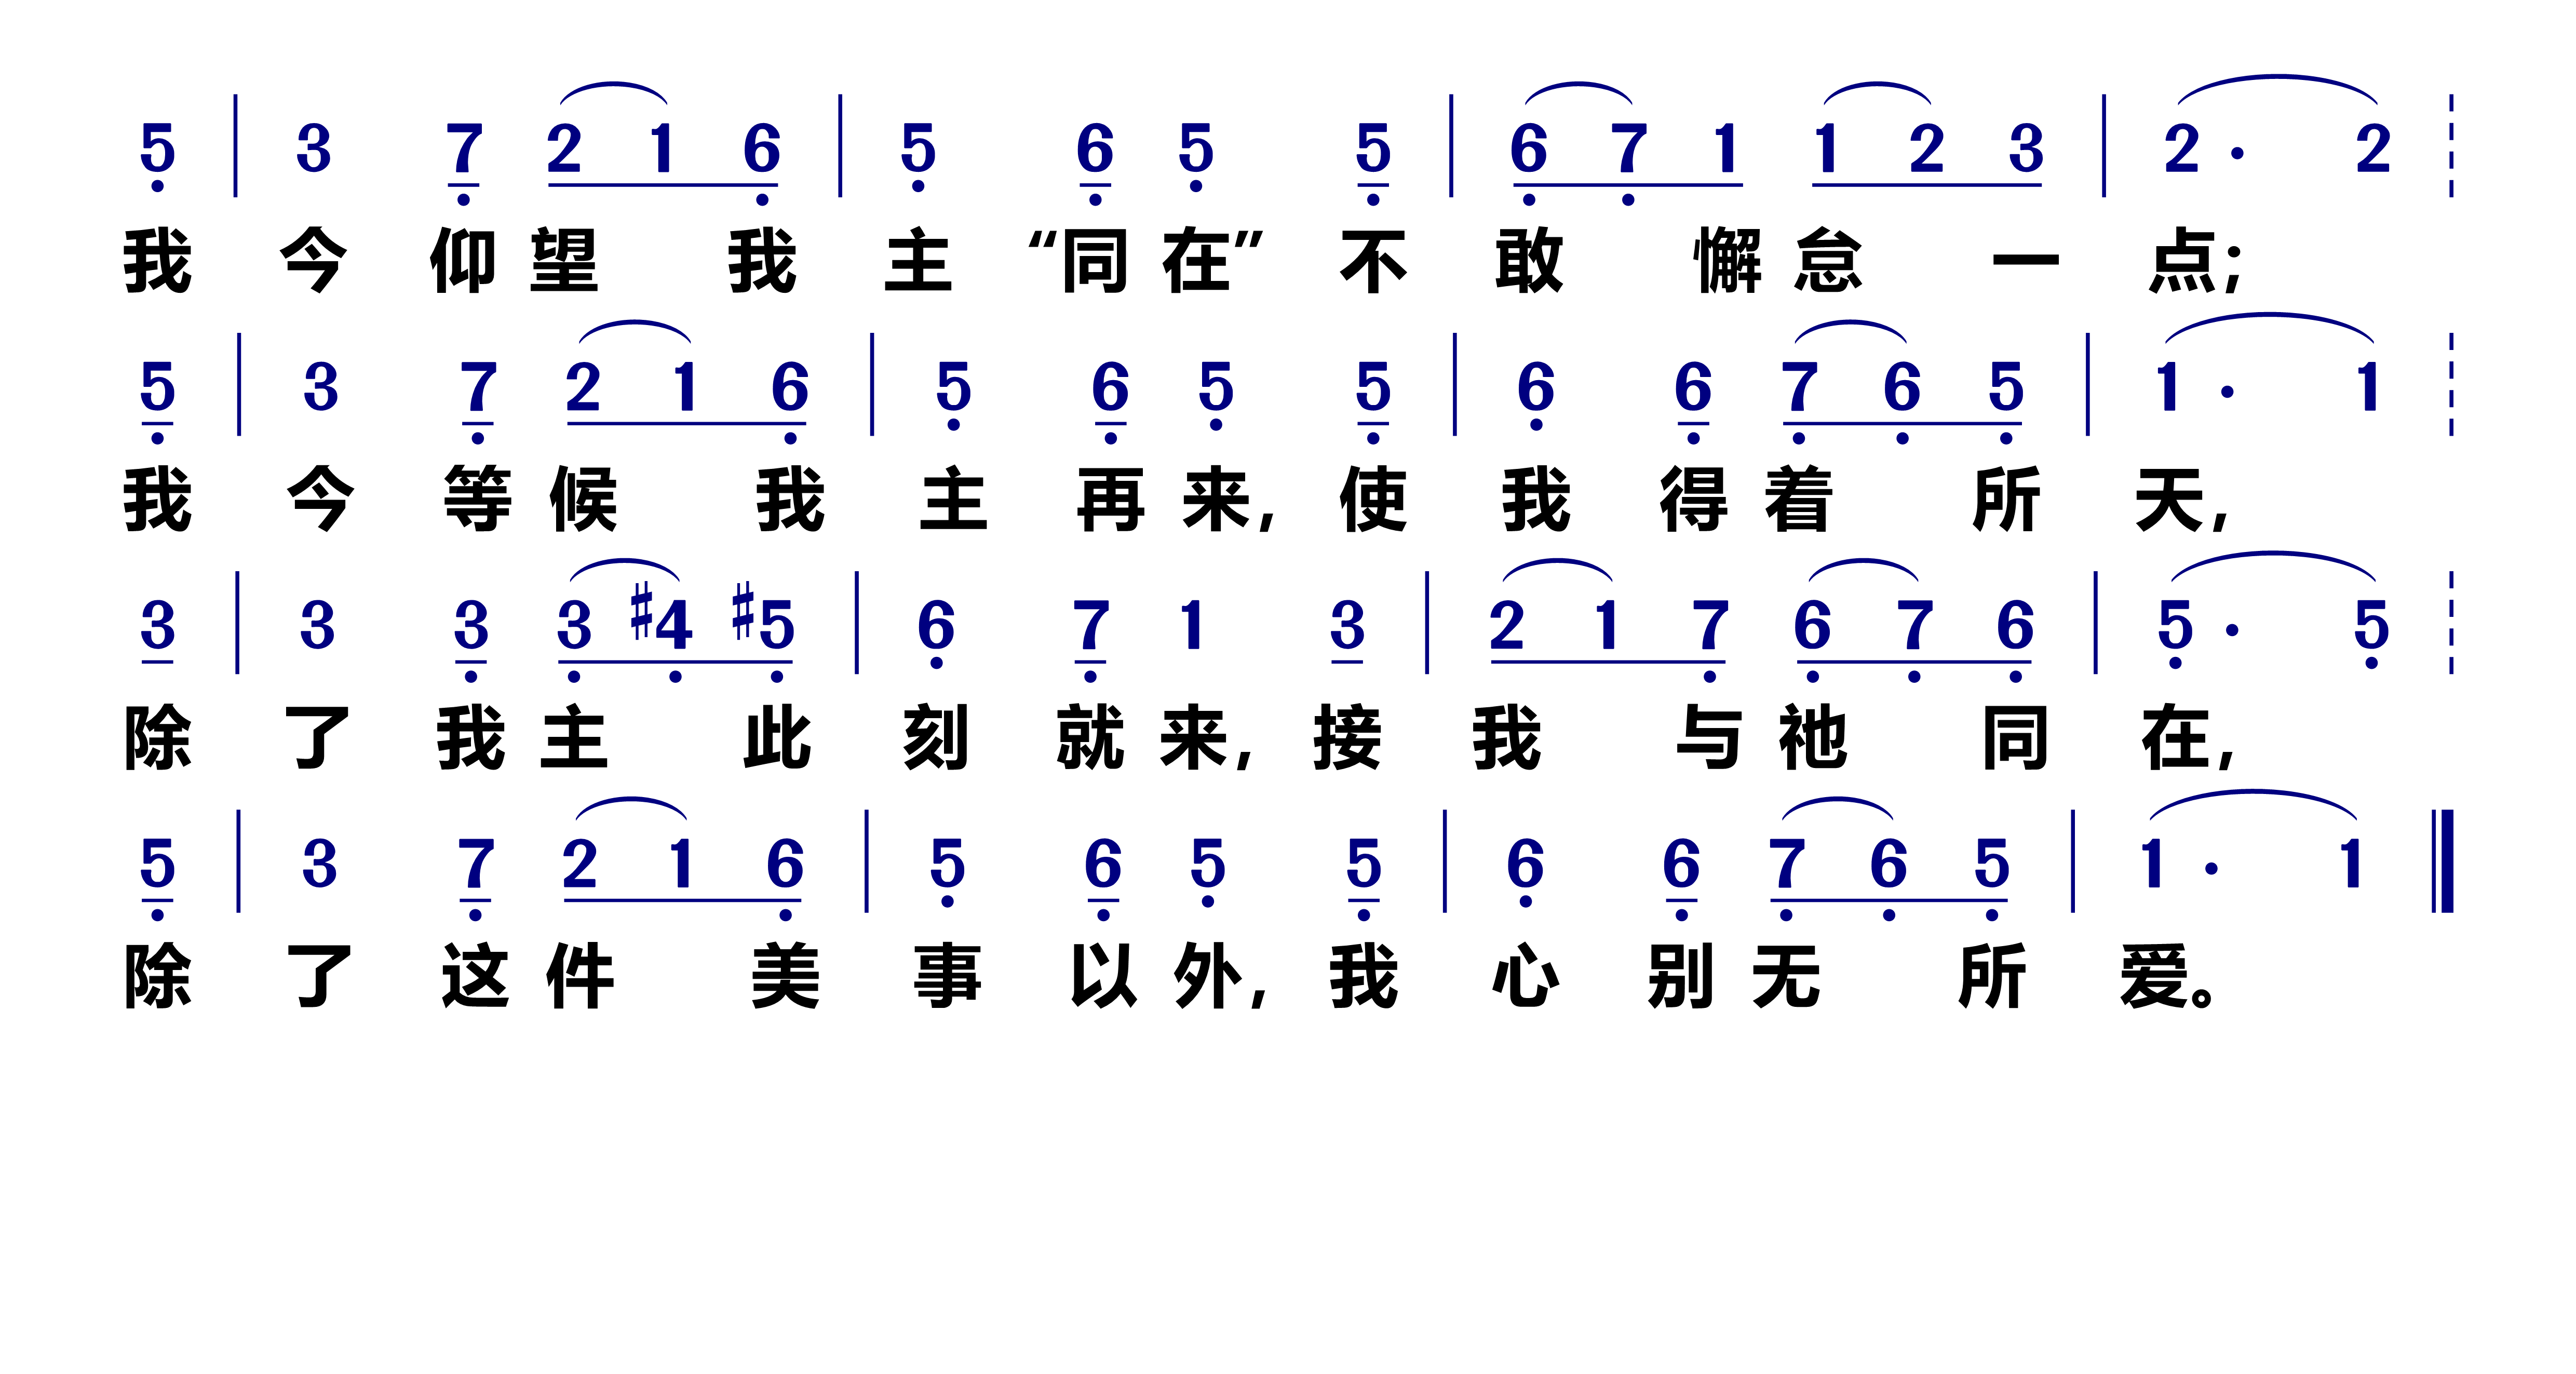 5 | 3 7 2 1 6 | 5 6 5 5 | 6 7 1 1 2 3 | 2 · 2
我 今 仰 望 我 主 “同 在” 不 敢 懈 怠 一 点;
5 | 3 7 2 1 6 | 5 6 5 5 | 6 6 7 6 5 | 1 · 1
我 今 等 候 我 主 再 来, 使 我 得 着 所 天,
3 | 3 3 3 #4 #5 | 6 7 1 3 | 2 1 7 6 7 6 | 5 · 5
除 了 我 主 此 刻 就 来, 接 我 与 祂 同 在,
5 | 3 7 2 1 6 | 5 6 5 5 | 6 6 7 6 5 | 1 · 1
除 了 这 件 美 事 以 外, 我 心 别 无 所 爱。